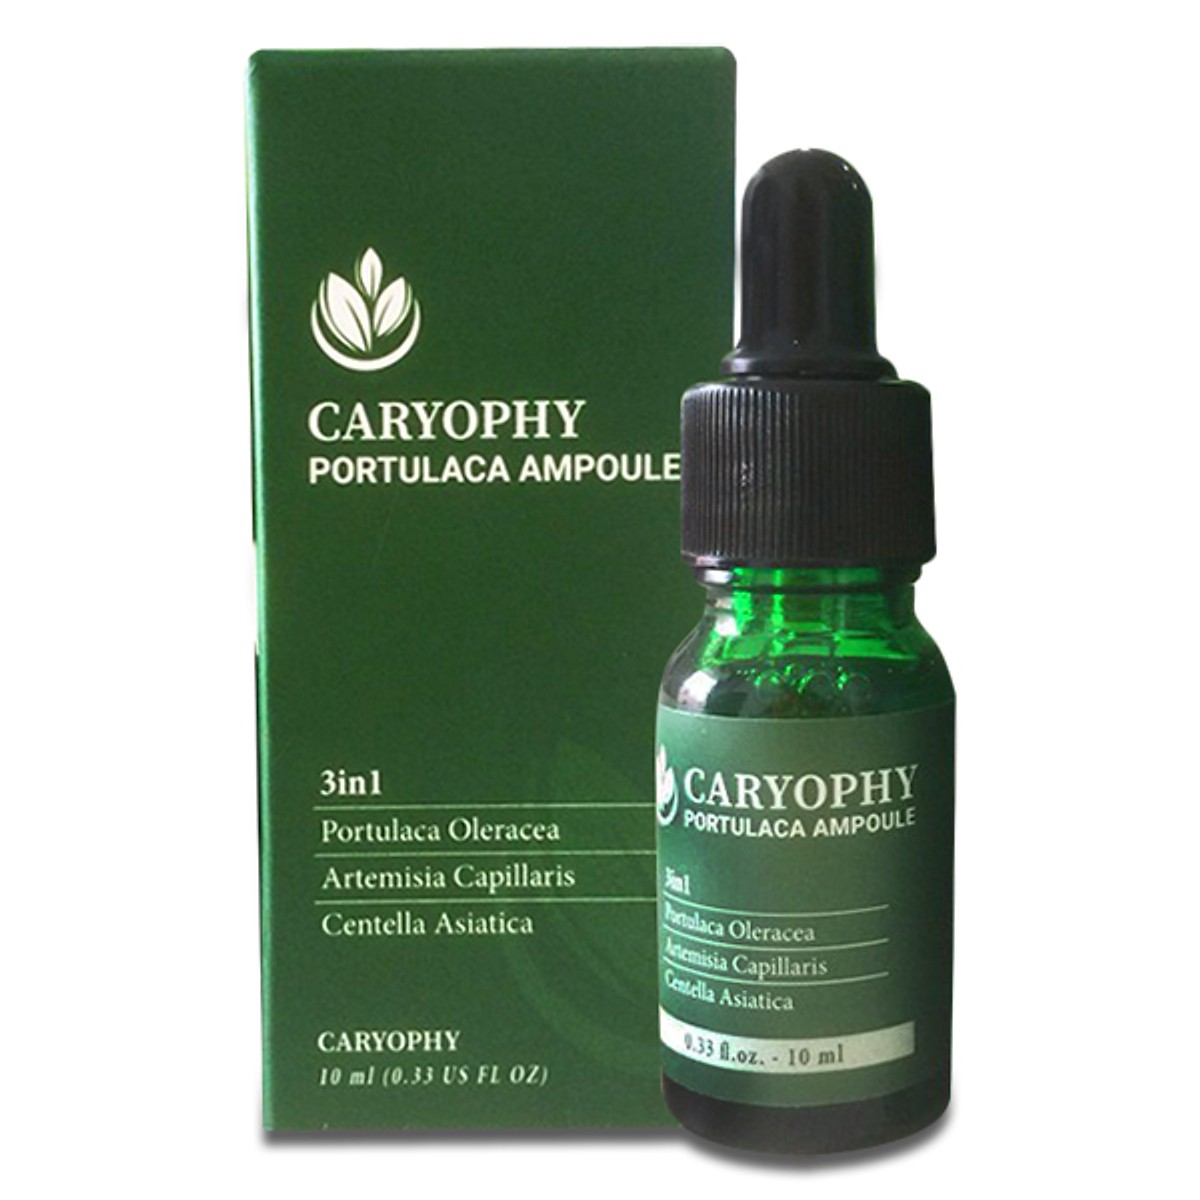 CARYOPHY
PORTULACA AMPOULE
3in1
Portulaca Oleracea
Artemisia Capillaris
Centella Asiatica
CARYOPHY
10 ml (0.33 US FL OZ)
CARYOPHY
PORTULACA AMPOULE
3in1
Portulaca Oleracea
Artemisia Capillaris
Centella Asiatica
0.33 fl.oz. - 10 ml